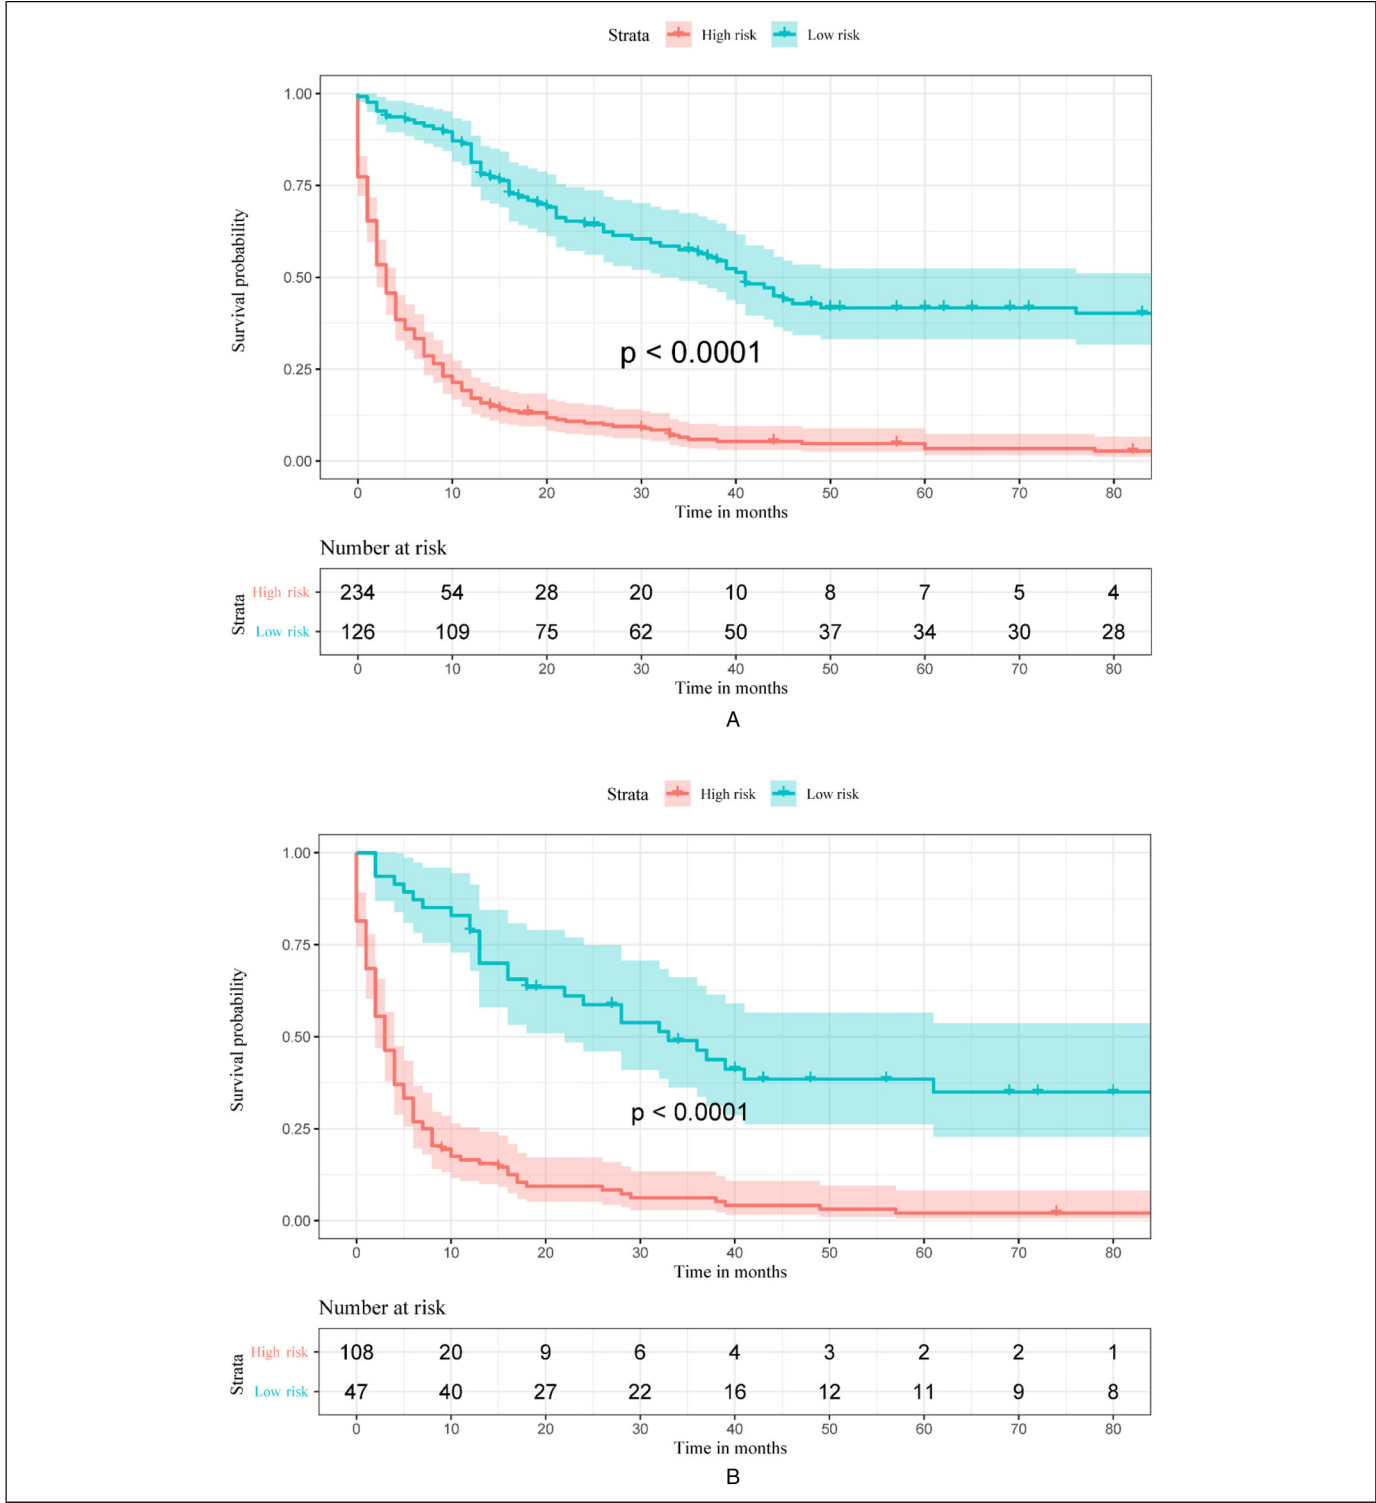 Strata High risk Low risk
1.00
0.75
0.50
0.25
0.00
Survival probability
p < 0.0001
0 10 20 30 40 50 60 70 80
Time in months
Number at risk
Strata
High risk 234 54 28 20 10 8 7 5 4
Low risk 126 109 75 62 50 37 34 30 28
0 10 20 30 40 50 60 70 80
Time in months
A
Strata High risk Low risk
1.00
0.75
0.50
0.25
0.00
Survival probability
p < 0.0001
0 10 20 30 40 50 60 70 80
Time in months
Number at risk
Strata
High risk 108 20 9 6 4 3 2 2 1
Low risk 47 40 27 22 16 12 11 9 8
0 10 20 30 40 50 60 70 80
Time in months
B